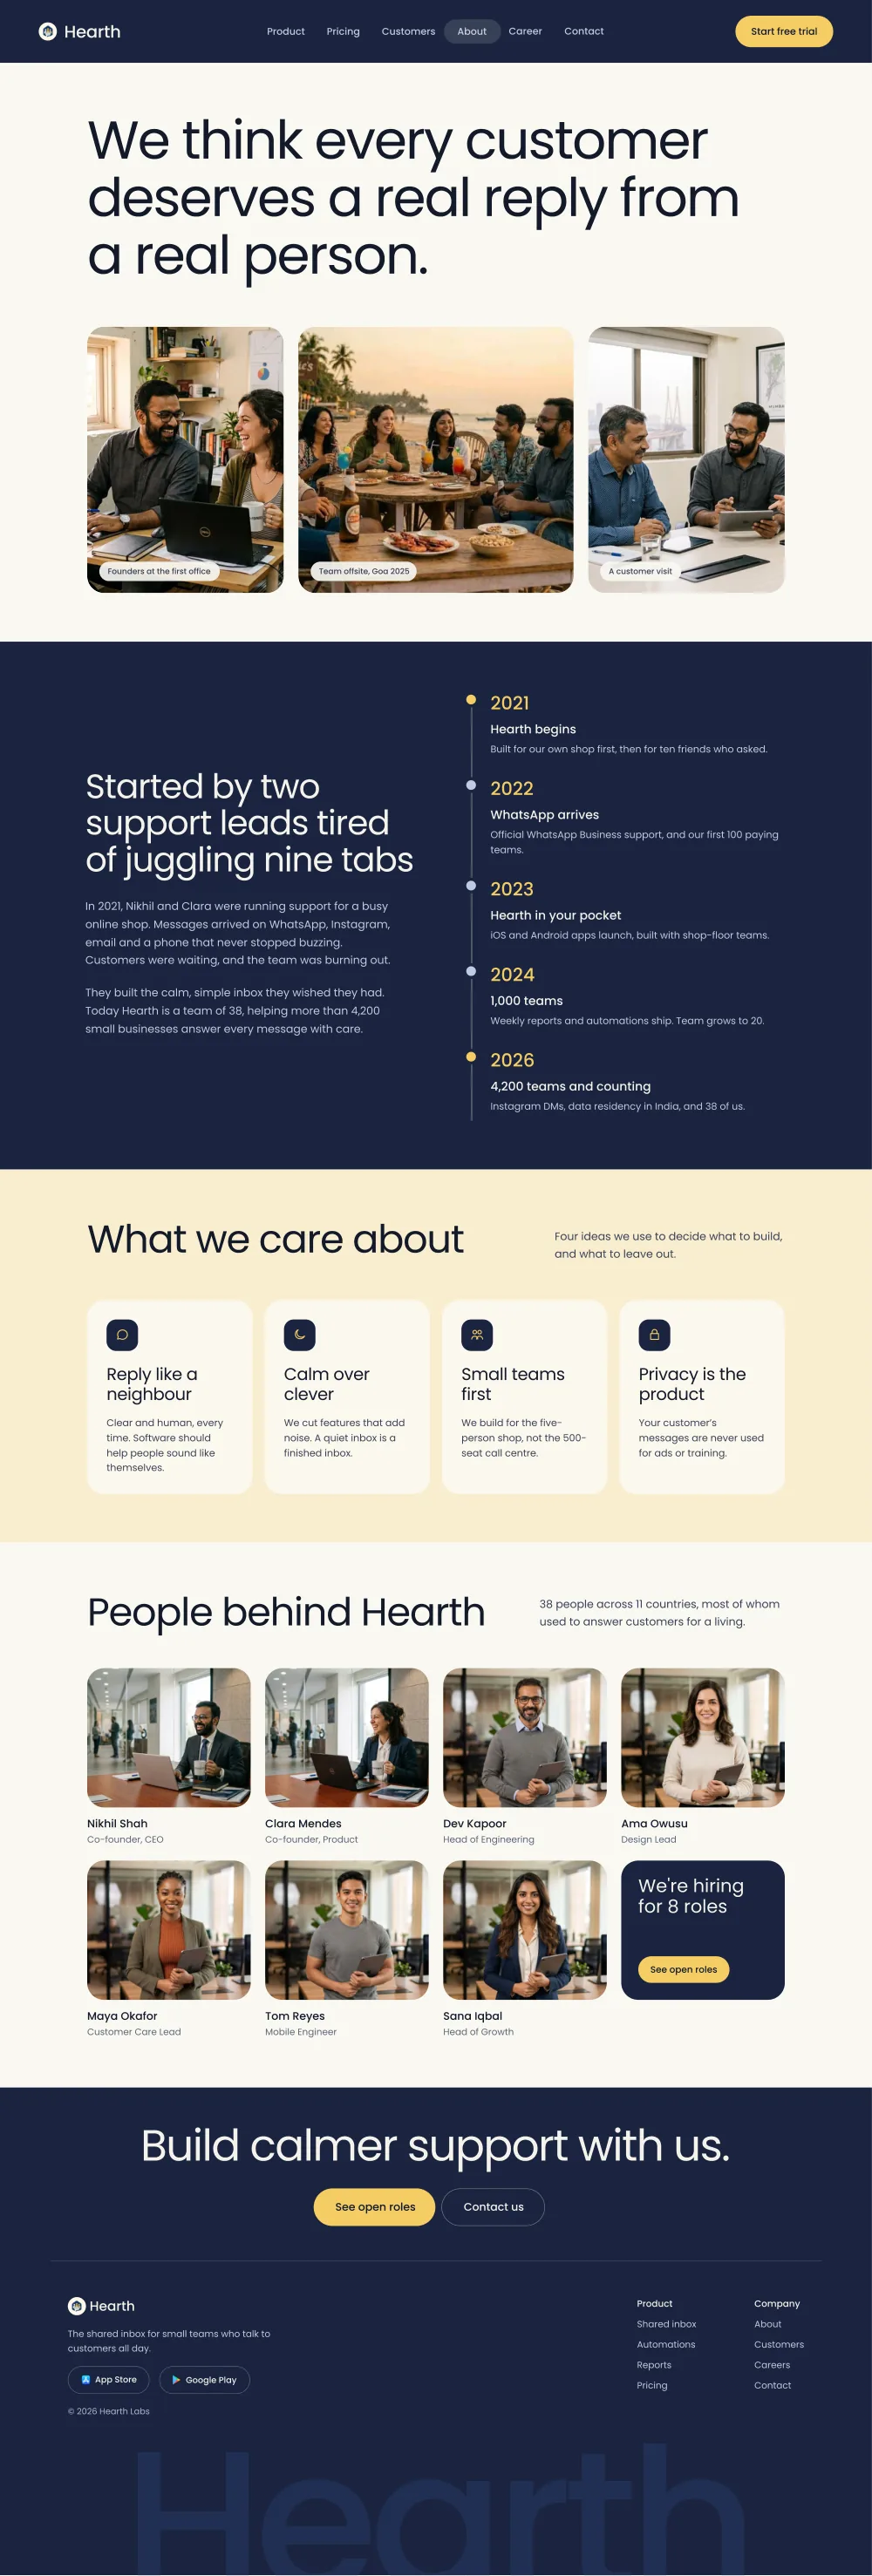 Hearth
Product
Pricing
Customers
About
Career
Contact
Start free trial
We think every customer
deserves a real reply from
a real person.
Founders at the first office
Team offsite, Goa 2025
A customer visit
Started by two
support leads tired
of juggling nine tabs
In 2021, Nikhil and Clara were running support for a busy
online shop. Messages arrived on WhatsApp, Instagram,
email and a phone that never stopped buzzing.
Customers were waiting, and the team was burning out.
They built the calm, simple inbox they wished they had.
Today Hearth is a team of 38, helping more than 4,200
small businesses answer every message with care.
2021
Hearth begins
Built for our own shop first, then for ten friends who asked.
2022
WhatsApp arrives
Official WhatsApp Business support, and our first 100 paying
teams.
2023
Hearth in your pocket
iOS and Android apps launch, built with shop-floor teams.
2024
1,000 teams
Weekly reports and automations ship. Team grows to 20.
2026
4,200 teams and counting
Instagram DMs, data residency in India, and 38 of us.
What we care about
Four ideas we use to decide what to build,
and what to leave out.
Reply like a
neighbour
Clear and human, every
time. Software should
help people sound like
themselves.
Calm over
clever
We cut features that add
noise. A quiet inbox is a
finished inbox.
Small teams
first
We build for the five-
person shop, not the 500-
seat call centre.
Privacy is the
product
Your customer's
messages are never used
for ads or training.
People behind Hearth
38 people across 11 countries, most of whom
used to answer customers for a living.
Nikhil Shah
Co-founder, CEO
Clara Mendes
Co-founder, Product
Dev Kapoor
Head of Engineering
Ama Owusu
Design Lead
Maya Okafor
Customer Care Lead
Tom Reyes
Mobile Engineer
Sana Iqbal
Head of Growth
We're hiring
for 8 roles
See open roles
Build calmer support with us.
See open roles
Contact us
Hearth
The shared inbox for small teams who talk to
customers all day.
App Store
Google Play
© 2026 Hearth Labs
Product
Shared inbox
Automations
Reports
Pricing
Company
About
Customers
Careers
Contact
Hearth